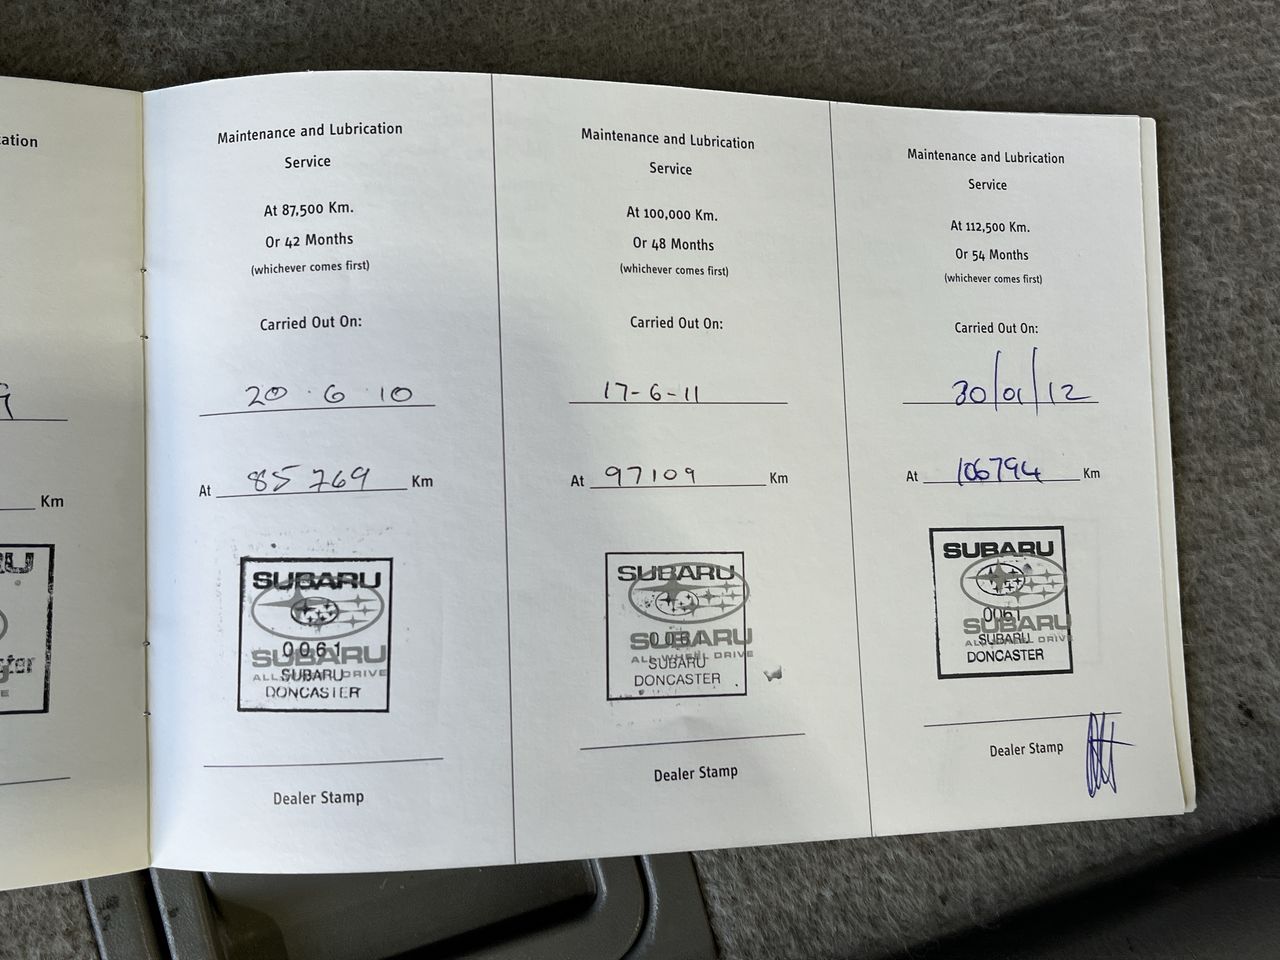 ation
Km
Maintenance and Lubrication
Service
At 87,500 Km.
Or 42 Months
(whichever comes first)
Carried Out On:
20 · 6 · 10
At 85 769 Km
SUBARU
0061
SUBARU
ALL WHEEL DRIVE
SUBARU
DONCASTER
Dealer Stamp
Maintenance and Lubrication
Service
At 100,000 Km.
Or 48 Months
(whichever comes first)
Carried Out On:
17-6-11
At 97109 Km
SUBARU
0061
SUBARU
ALL WHEEL DRIVE
SUBARU
DONCASTER
Dealer Stamp
Maintenance and Lubrication
Service
At 112,500 Km.
Or 54 Months
(whichever comes first)
Carried Out On:
30/01/12
At 106794 Km
SUBARU
0061
SUBARU
ALL WHEEL DRIVE
SUBARU
DONCASTER
Dealer Stamp